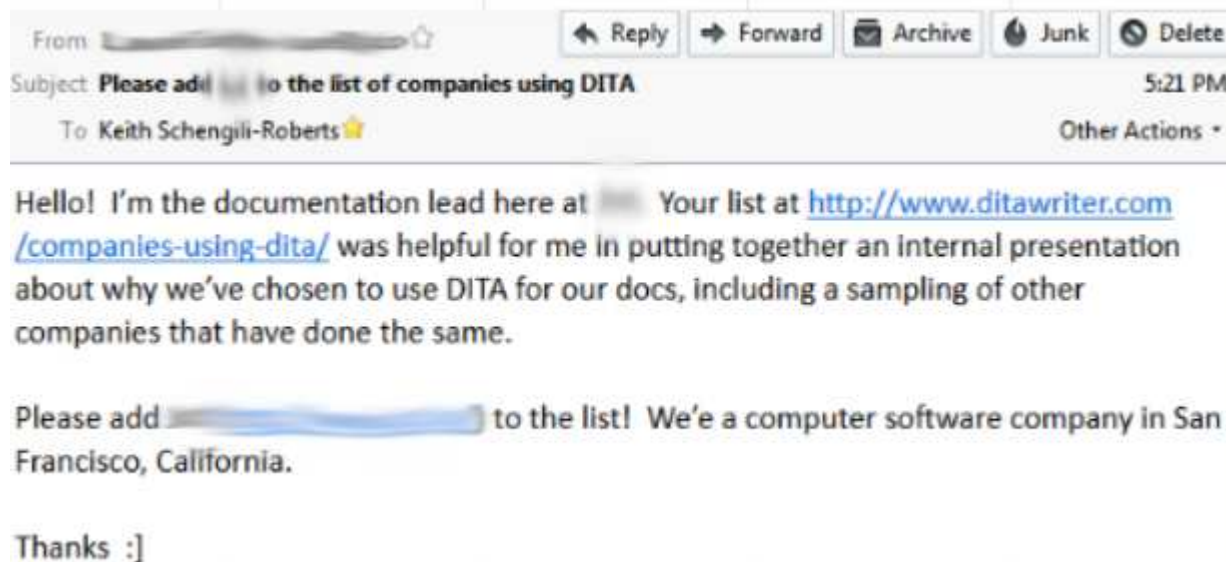 From
Reply Forward Archive Junk Delete
Subject Please add to the list of companies using DITA 5:21 PM
To Keith Schengili-Roberts Other Actions
Hello! I'm the documentation lead here at Your list at http://www.ditawriter.com
/companies-using-dita/ was helpful for me in putting together an internal presentation
about why we've chosen to use DITA for our docs, including a sampling of other
companies that have done the same.
Please add to the list! We'e a computer software company in San
Francisco, California.
Thanks :]